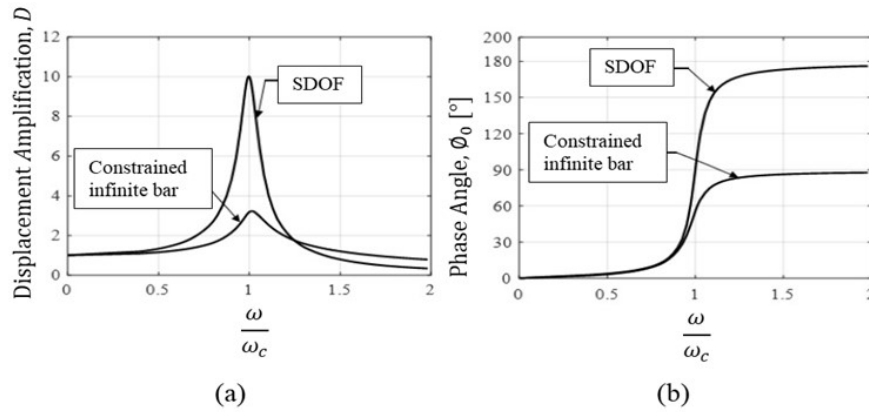 Displacement Amplification, D
12
10
8
6
4
2
0
SDOF
Constrained
infinite bar
0
0.5
1
1.5
2
ω
ω_c
(a)
Phase Angle, ∅₀ [°]
200
180
150
120
90
60
30
0
SDOF
Constrained
infinite bar
0
0.5
1
1.5
2
ω
ω_c
(b)